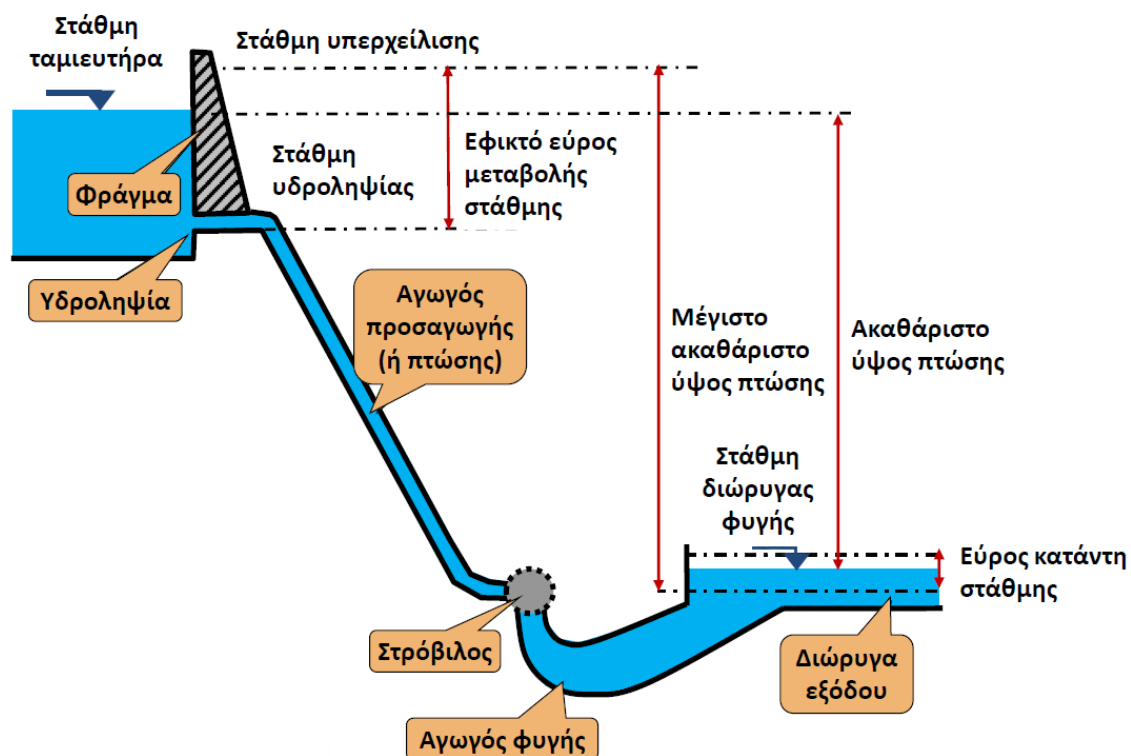 Στάθμη
ταμιευτήρα
Στάθμη υπερχείλισης
Στάθμη
υδροληψίας
Εφικτό εύρος
μεταβολής
στάθμης
Φράγμα
Υδροληψία
Αγωγός
προσαγωγής
(ή πτώσης)
Μέγιστο
ακαθάριστο
ύψος πτώσης
Ακαθάριστο
ύψος πτώσης
Στάθμη
διώρυγας
φυγής
Εύρος κατάντη
στάθμης
Στρόβιλος
Διώρυγα
εξόδου
Αγωγός φυγής